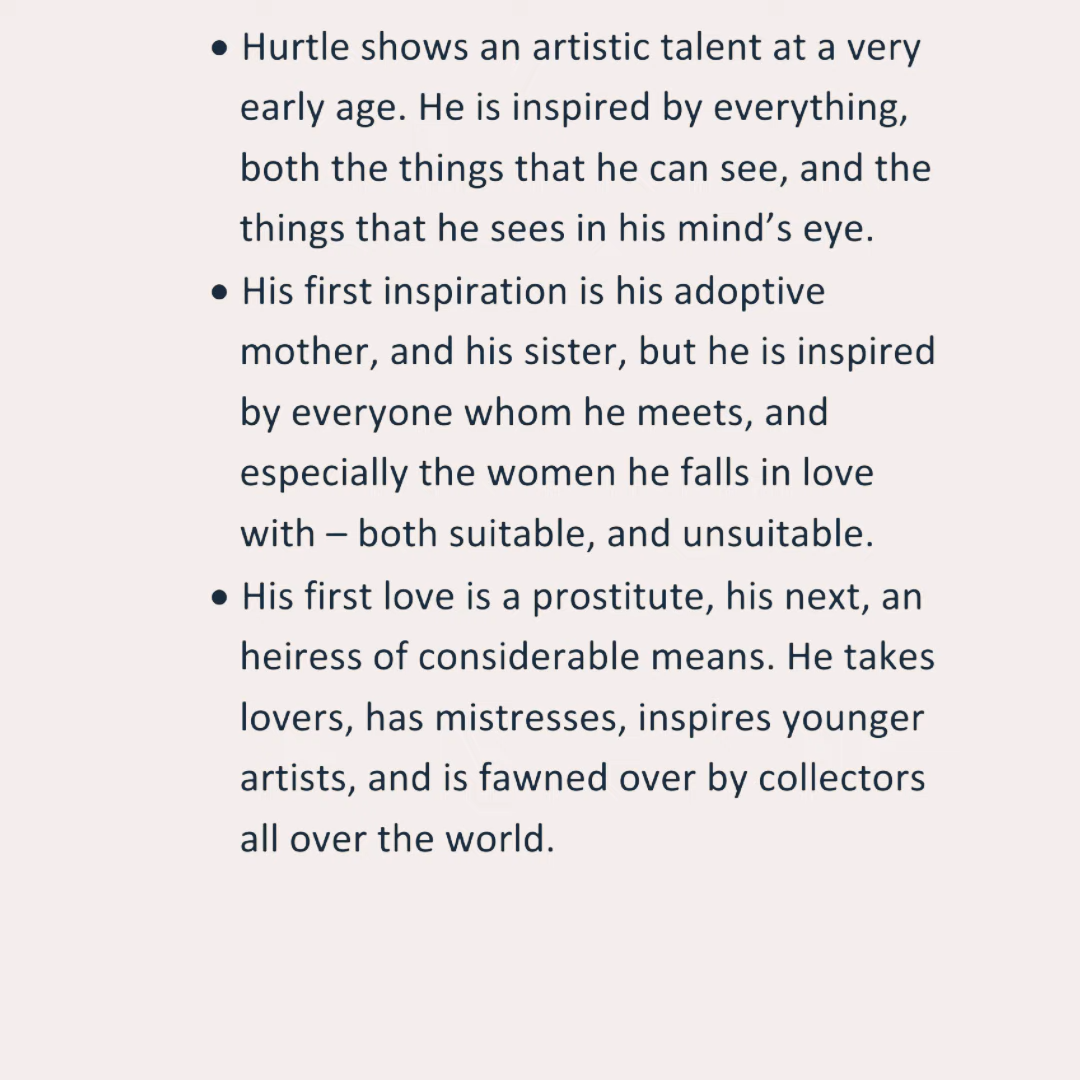 • Hurtle shows an artistic talent at a very
early age. He is inspired by everything,
both the things that he can see, and the
things that he sees in his mind’s eye.
• His first inspiration is his adoptive
mother, and his sister, but he is inspired
by everyone whom he meets, and
especially the women he falls in love
with – both suitable, and unsuitable.
• His first love is a prostitute, his next, an
heiress of considerable means. He takes
lovers, has mistresses, inspires younger
artists, and is fawned over by collectors
all over the world.